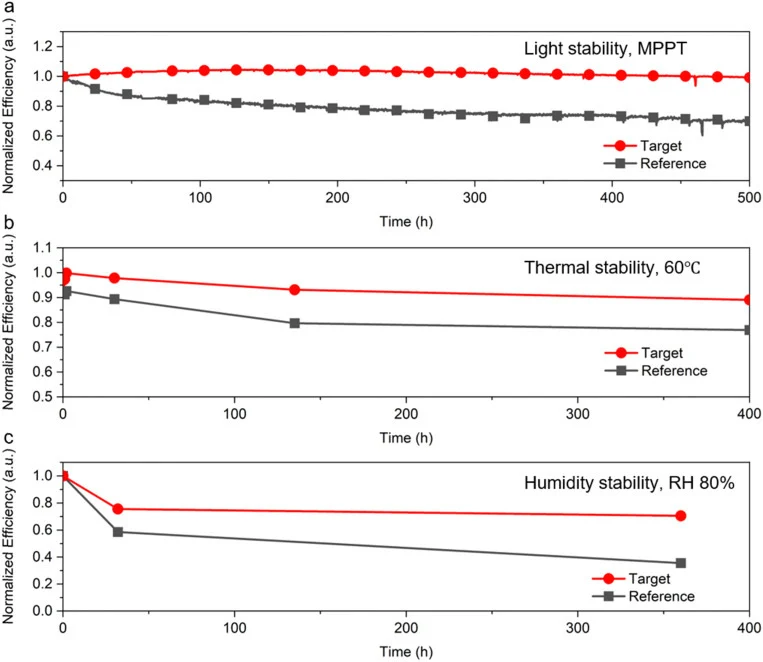 a
Normalized Efficiency (a.u.)
1.2
1.0
0.8
0.6
0.4
Light stability, MPPT
Target
Reference
0 100 200 300 400 500
Time (h)
b
Normalized Efficiency (a.u.)
1.1
1.0
0.9
0.8
0.7
0.6
0.5
Thermal stability, 60℃
Target
Reference
0 100 200 300 400
Time (h)
c
Normalized Efficiency (a.u.)
1.0
0.8
0.6
0.4
0.2
0.0
Humidity stability, RH 80%
Target
Reference
0 100 200 300 400
Time (h)